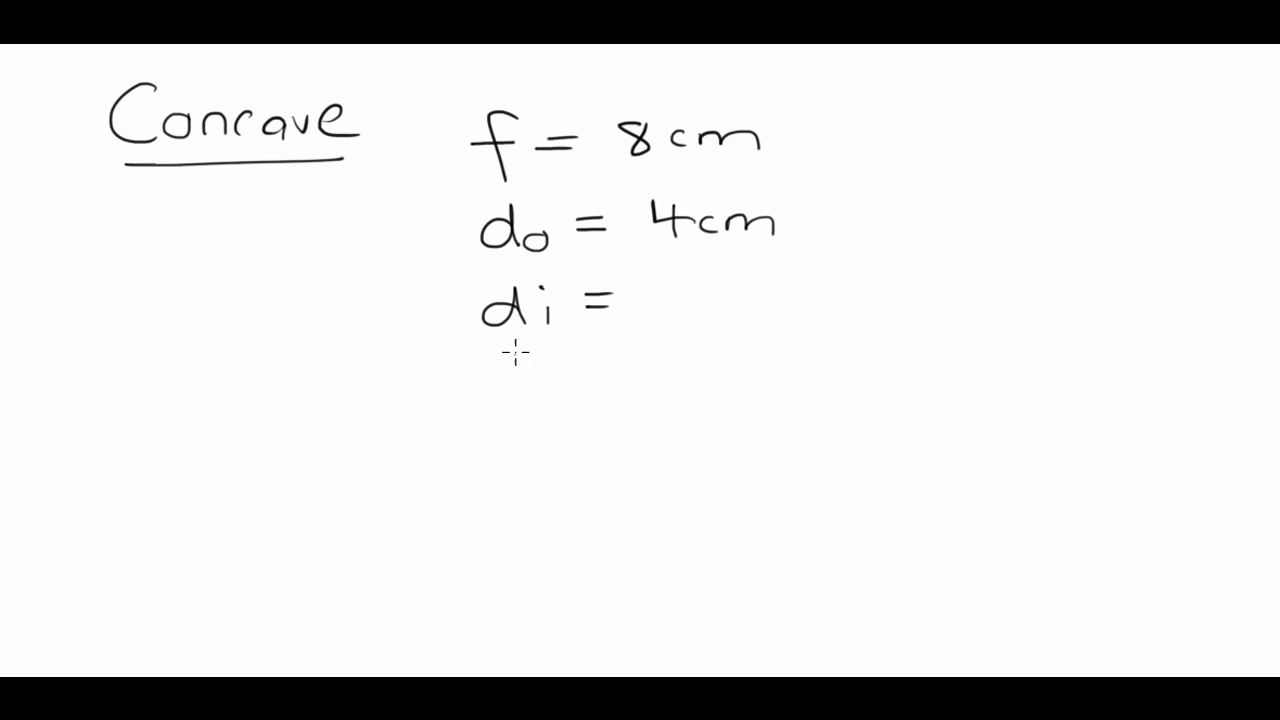 Concave f = 8cm
do = 4cm
di =